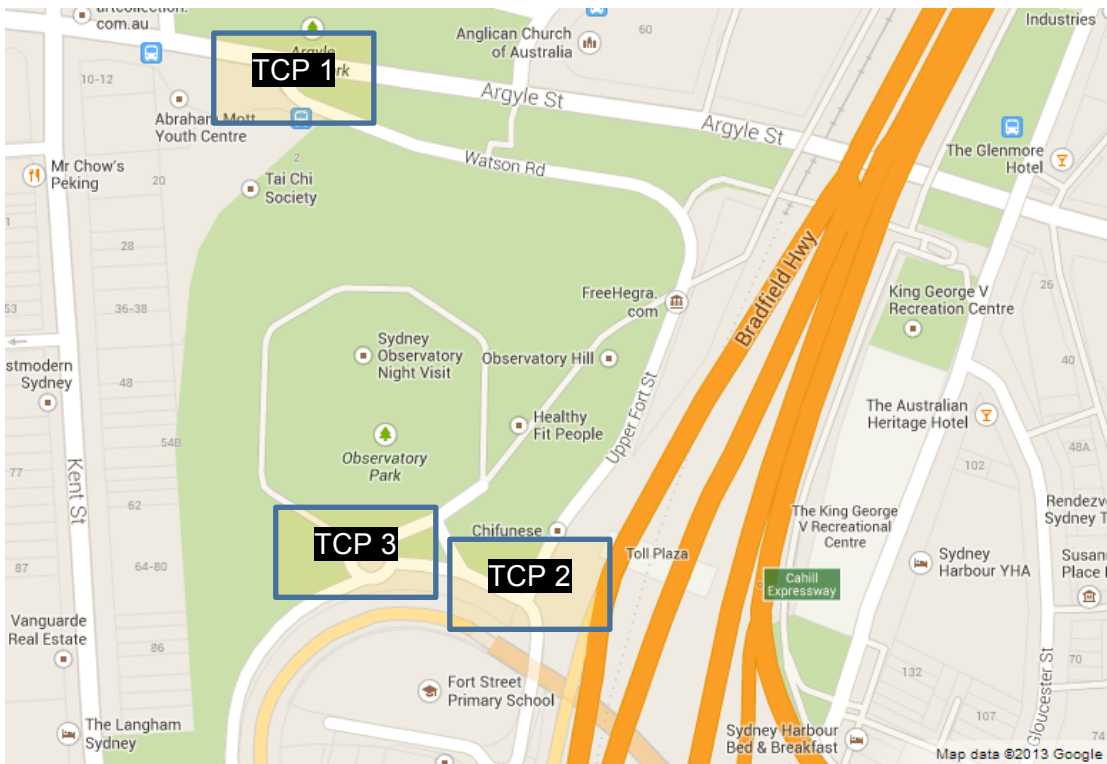 artcollection.
com.au
Industries
Anglican Church
of Australia
60
TCP 1
10-12
Argyle St
Abraham Mott
Youth Centre
Argyle St
The Glenmore
Hotel
Mr Chow's
Peking
2
Watson Rd
20
Tai Chi
Society
28
Bradfield Hwy
FreeHegra.
com
King George V
Recreation Centre
26
53
36-38
Sydney
Observatory
Night Visit
Observatory Hill
stmodern
Sydney
40
48
The Australian
Heritage Hotel
Healthy
Fit People
Upper Fort St
54B
Observatory
Park
48A
102
77
Kent St
62
Rendezv
Sydney T
The King George
V Recreational
Centre
Chifunese
TCP 3
Toll Plaza
Sydney
Harbour YHA
Susan
Place
87
64-80
TCP 2
Cahill
Expressway
Vanguarde
Real Estate
86
70
132
Fort Street
Primary School
Gloucester St
107
The Langham
Sydney
Sydney Harbour
Bed & Breakfast
74
Map data ©2013 Google